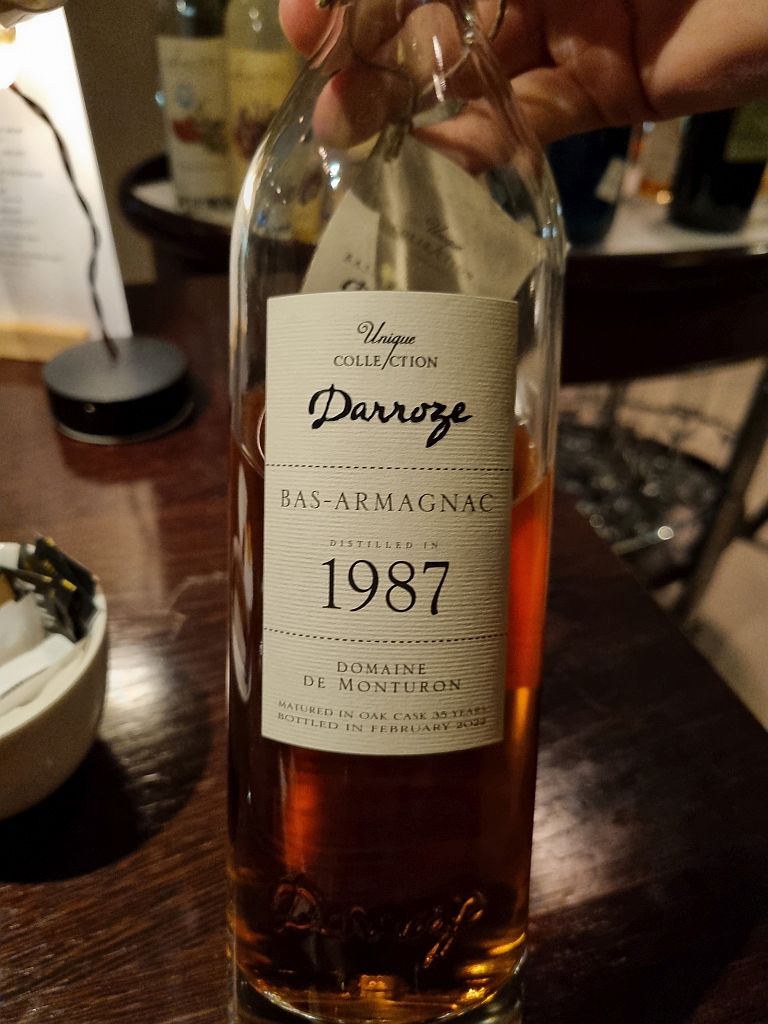 Unique
COLLECTION
Darroze
BAS-ARMAGNAC
DISTILLED IN
1987
DOMAINE
DE MONTURON
MATURED IN OAK CASK 35 YEARS
BOTTLED IN FEBRUARY 2022
Darroze